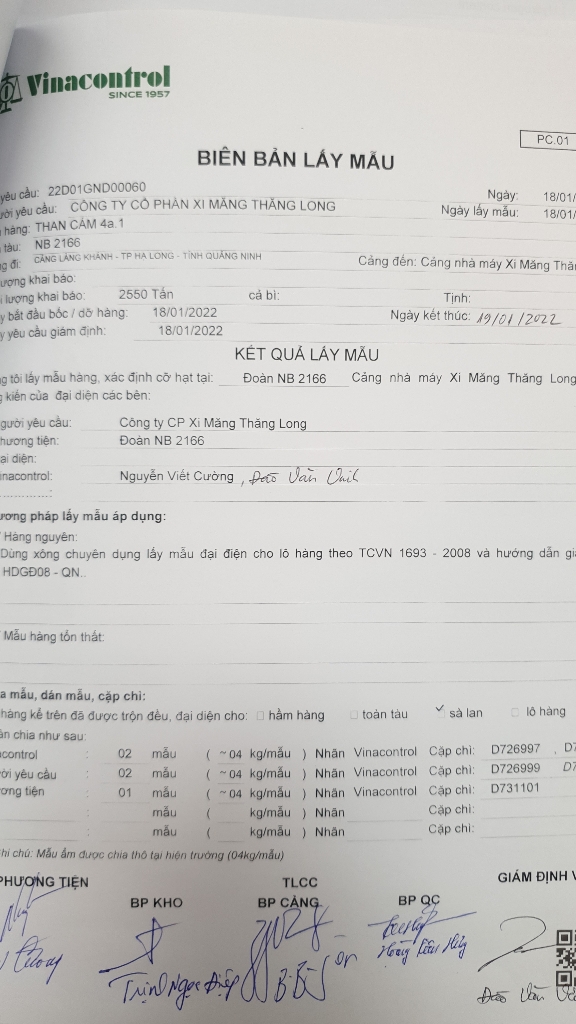 Vinacontrol
SINCE 1957
PC.01
BIÊN BẢN LẤY MẪU
yêu cầu: 22D01GND00060
Ngày: 18/01/
ười yêu cầu: CÔNG TY CỔ PHẦN XI MĂNG THĂNG LONG
Ngày lấy mẫu: 18/01/
hàng: THAN CÁM 4a.1
tàu: NB 2166
g đi: CẢNG LÀNG KHÁNH - TP HẠ LONG - TỈNH QUẢNG NINH Cảng đến: Cảng nhà máy Xi Măng Thă
ượng khai báo:
i lượng khai báo: 2550 Tấn cả bì: Tịnh:
y bắt đầu bốc / dỡ hàng: 18/01/2022 Ngày kết thúc: 19/01/2022
y yêu cầu giám định: 18/01/2022
KẾT QUẢ LẤY MẪU
g tôi lấy mẫu hàng, xác định cỡ hạt tại: Đoàn NB 2166 Cảng nhà máy Xi Măng Thăng Long
g kiến của đại diện các bên:
gười yêu cầu: Công ty CP Xi Măng Thăng Long
hương tiện: Đoàn NB 2166
ại diện:
inacontrol: Nguyễn Viết Cường , Đào Văn
ương pháp lấy mẫu áp dụng:
Hàng nguyên:
Dùng xông chuyên dụng lấy mẫu đại điện cho lô hàng theo TCVN 1693 - 2008 và hướng dẫn gi
HDGĐ08 - QN..
Mẫu hàng tổn thất:
a mẫu, dán mẫu, cặp chì:
hàng kể trên đã được trộn đều, đại diện cho: hầm hàng toàn tàu ✓ sà lan lô hàng
ân chia như sau:
acontrol : 02 mẫu ( ~ 04 kg/mẫu ) Nhãn Vinacontrol Cặp chì: D726997 , D7
ời yêu cầu : 02 mẫu ( ~ 04 kg/mẫu ) Nhãn Vinacontrol Cặp chì: D726999 D7
ơng tiện : 01 mẫu ( ~ 04 kg/mẫu ) Nhãn Vinacontrol Cặp chì: D731101
: mẫu ( kg/mẫu ) Nhãn Cặp chì:
: mẫu ( kg/mẫu ) Nhãn Cặp chì:
hi chú: Mẫu ẩm được chia thô tại hiện trường (04kg/mẫu)
PHƯƠNG TIỆN TLCC GIÁM ĐỊNH V
BP KHO BP CẢNG BP QC
Trịnh Ngọc Điệp
Đào Văn